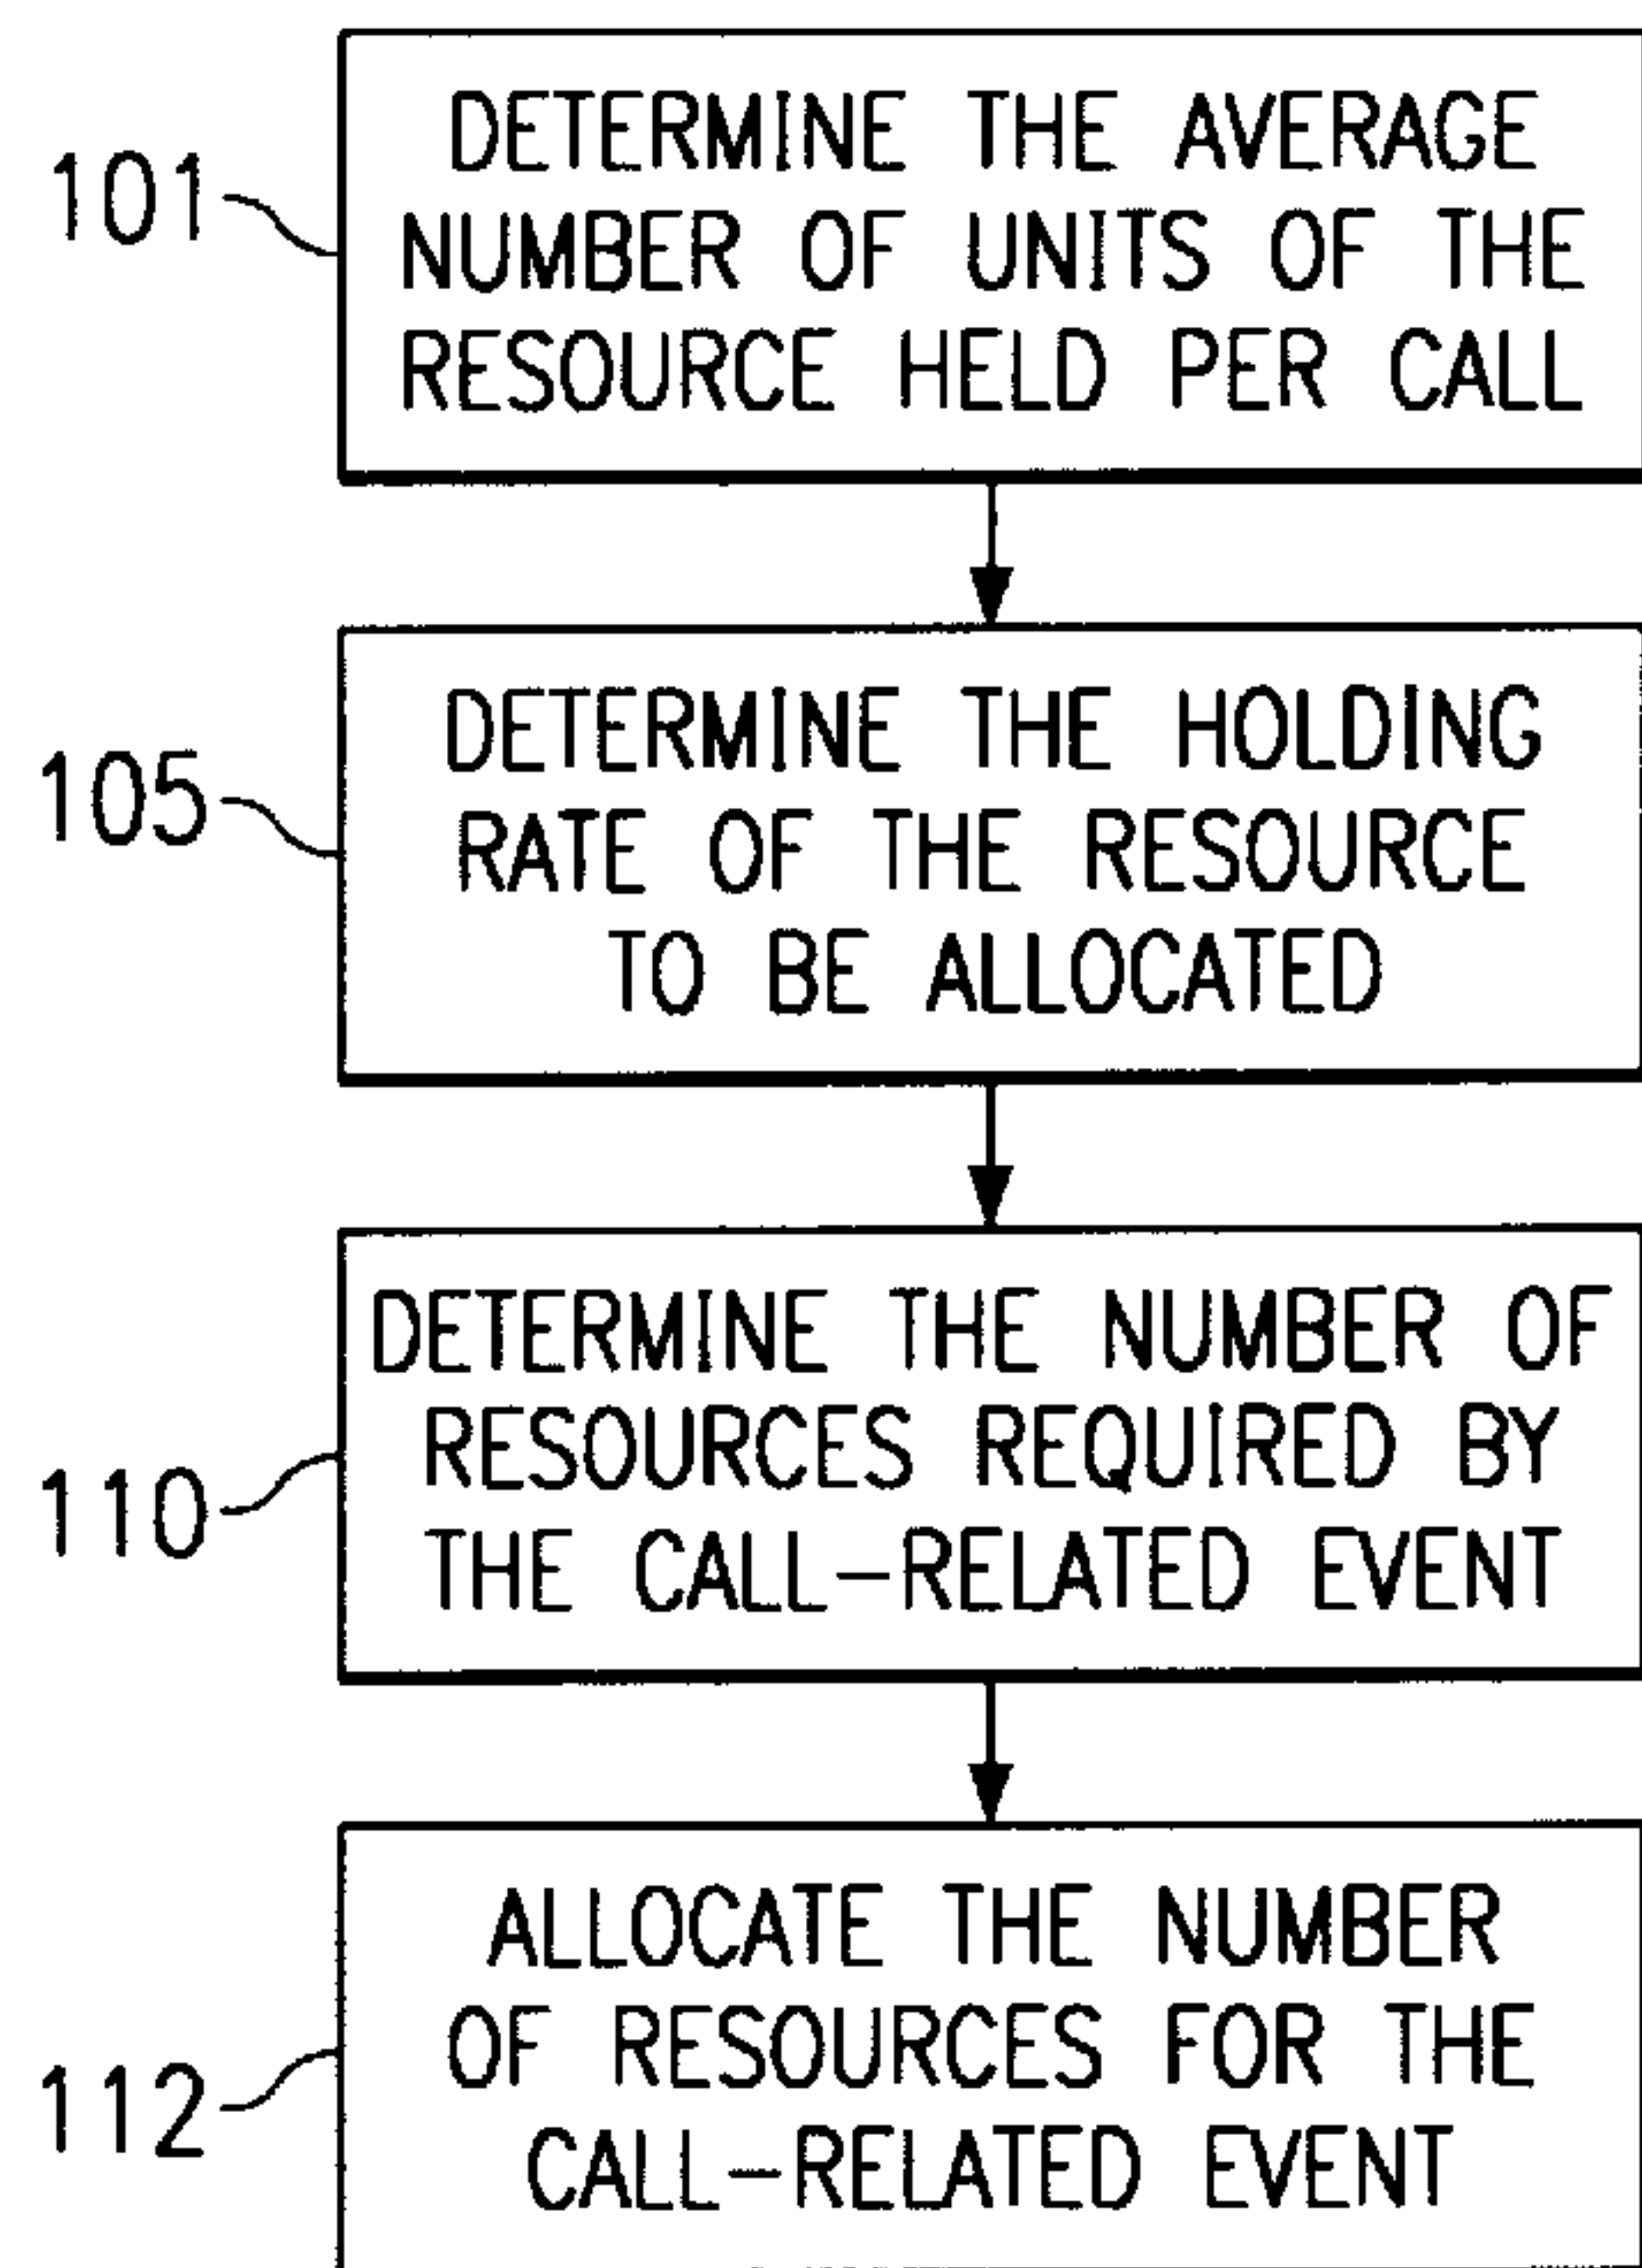 DETERMINE THE AVERAGE
101
NUMBER OF UNITS OF THE
RESOURCE HELD PER CALL
DETERMINE THE HOLDING
105
RATE OF THE RESOURCE
TO BE ALLOCATED
DETERMINE THE NUMBER OF
RESOURCES REQUIRED BY
110
THE CALL-RELATED EVENT
ALLOCATE THE NUMBER
OF RESOURCES FOR THE
112
CALL-RELATED EVENT